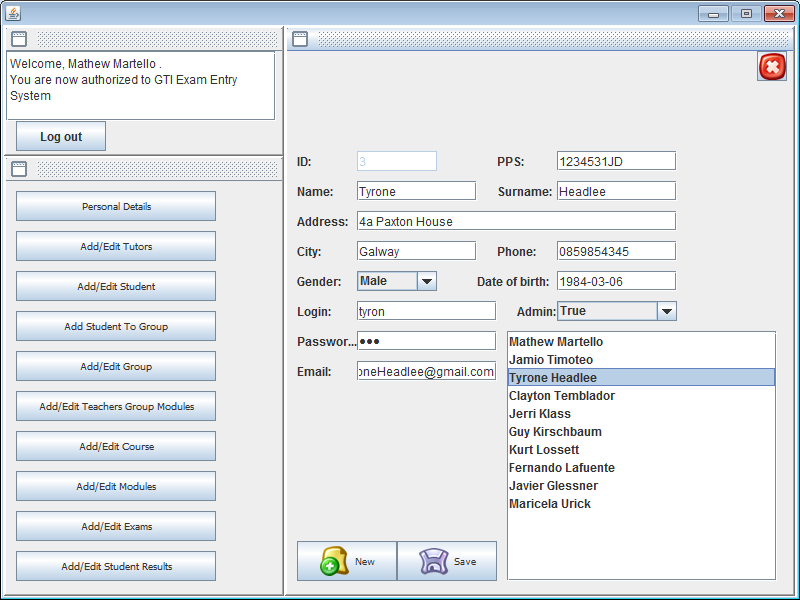 Welcome, Mathew Martello .
You are now authorized to GTI Exam Entry
System
Log out
Personal Details
Add/Edit Tutors
Add/Edit Student
Add Student To Group
Add/Edit Group
Add/Edit Teachers Group Modules
Add/Edit Course
Add/Edit Modules
Add/Edit Exams
Add/Edit Student Results
ID: 3 PPS: 1234531JD
Name: Tyrone Surname: Headlee
Address: 4a Paxton House
City: Galway Phone: 0859854345
Gender: Male Date of birth: 1984-03-06
Login: tyron Admin: True
Passwor... ●●●
Email: oneHeadlee@gmail.com
Mathew Martello
Jamio Timoteo
Tyrone Headlee
Clayton Temblador
Jerri Klass
Guy Kirschbaum
Kurt Lossett
Fernando Lafuente
Javier Glessner
Maricela Urick
New Save